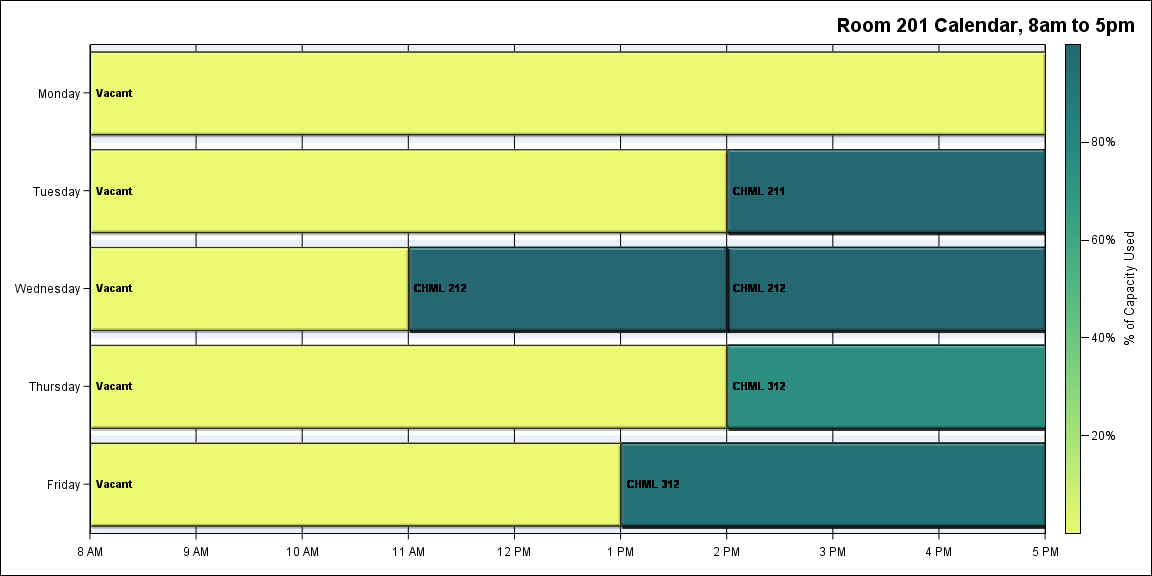 Room 201 Calendar, 8am to 5pm
Monday
Vacant
Tuesday
Vacant
CHML 211
Wednesday
Vacant
CHML 212
CHML 212
Thursday
Vacant
CHML 312
Friday
Vacant
CHML 312
8 AM 9 AM 10 AM 11 AM 12 PM 1 PM 2 PM 3 PM 4 PM 5 PM
80%
60%
40%
20%
% of Capacity Used